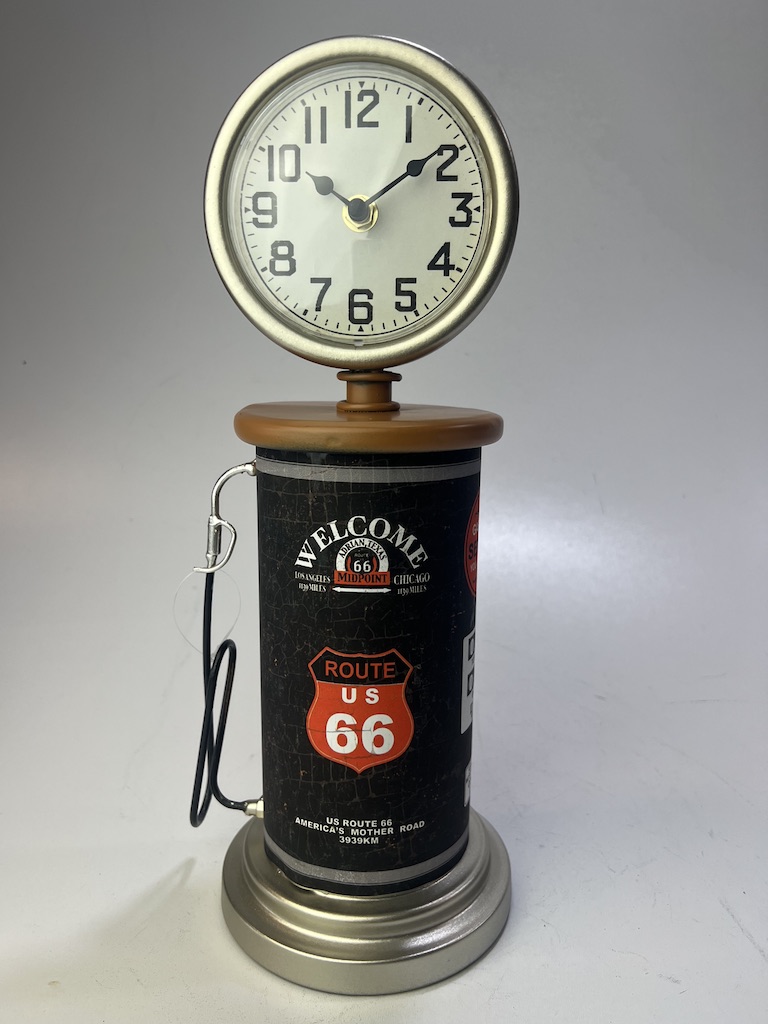 12
11 1
10 2
9 3
8 4
7 5
6
WELCOME
ADRIAN, TEXAS
ROUTE
66
LOS ANGELES MIDPOINT CHICAGO
1139 MILES 1139 MILES
ROUTE
US
66
US ROUTE 66
AMERICA'S MOTHER ROAD
3939KM